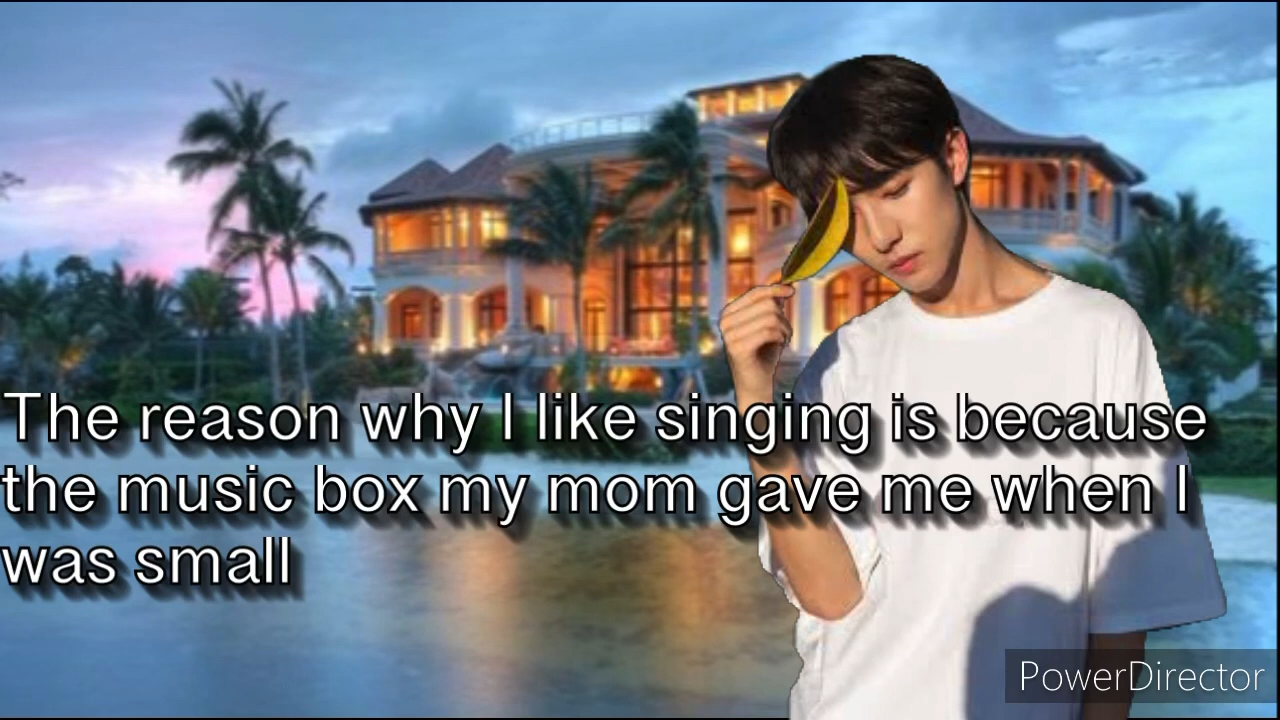 The reason why I like singing is because
the music box my mom gave me when I
was small
PowerDirector